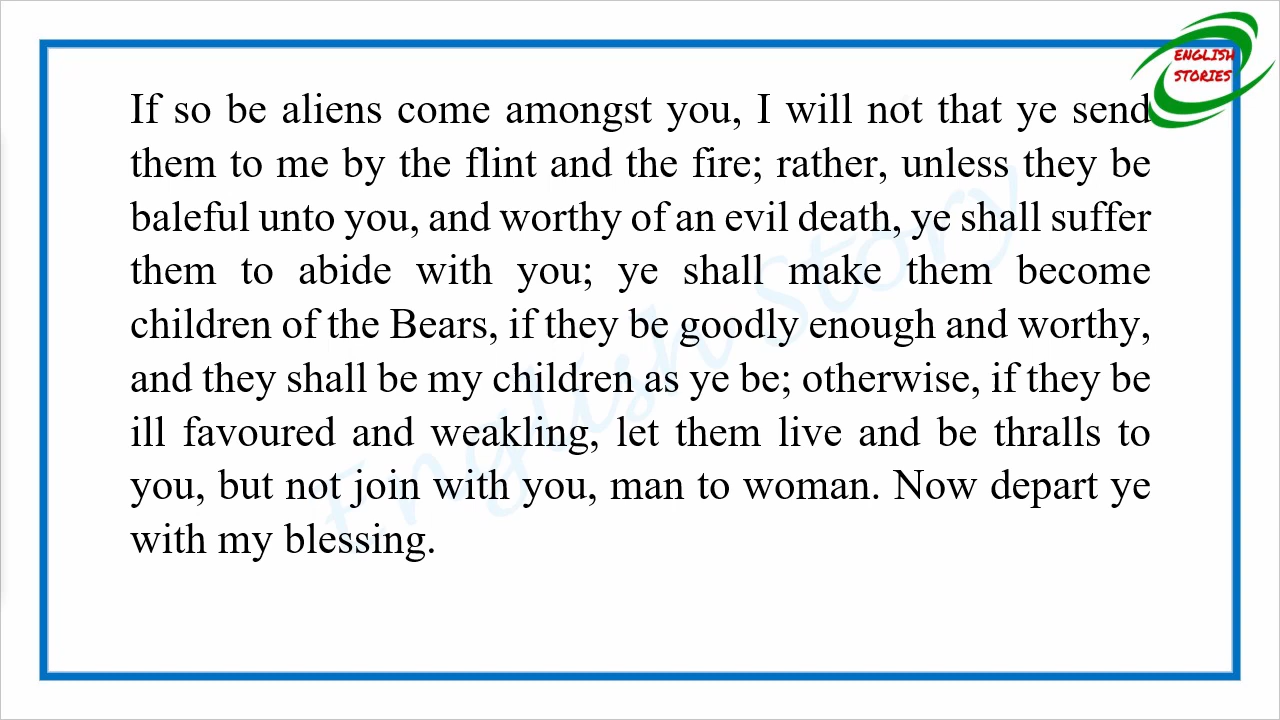 ENGLISH
STORIES
If so be aliens come amongst you, I will not that ye send
them to me by the flint and the fire; rather, unless they be
baleful unto you, and worthy of an evil death, ye shall suffer
them to abide with you; ye shall make them become
children of the Bears, if they be goodly enough and worthy,
and they shall be my children as ye be; otherwise, if they be
ill favoured and weakling, let them live and be thralls to
you, but not join with you, man to woman. Now depart ye
with my blessing.
English Story